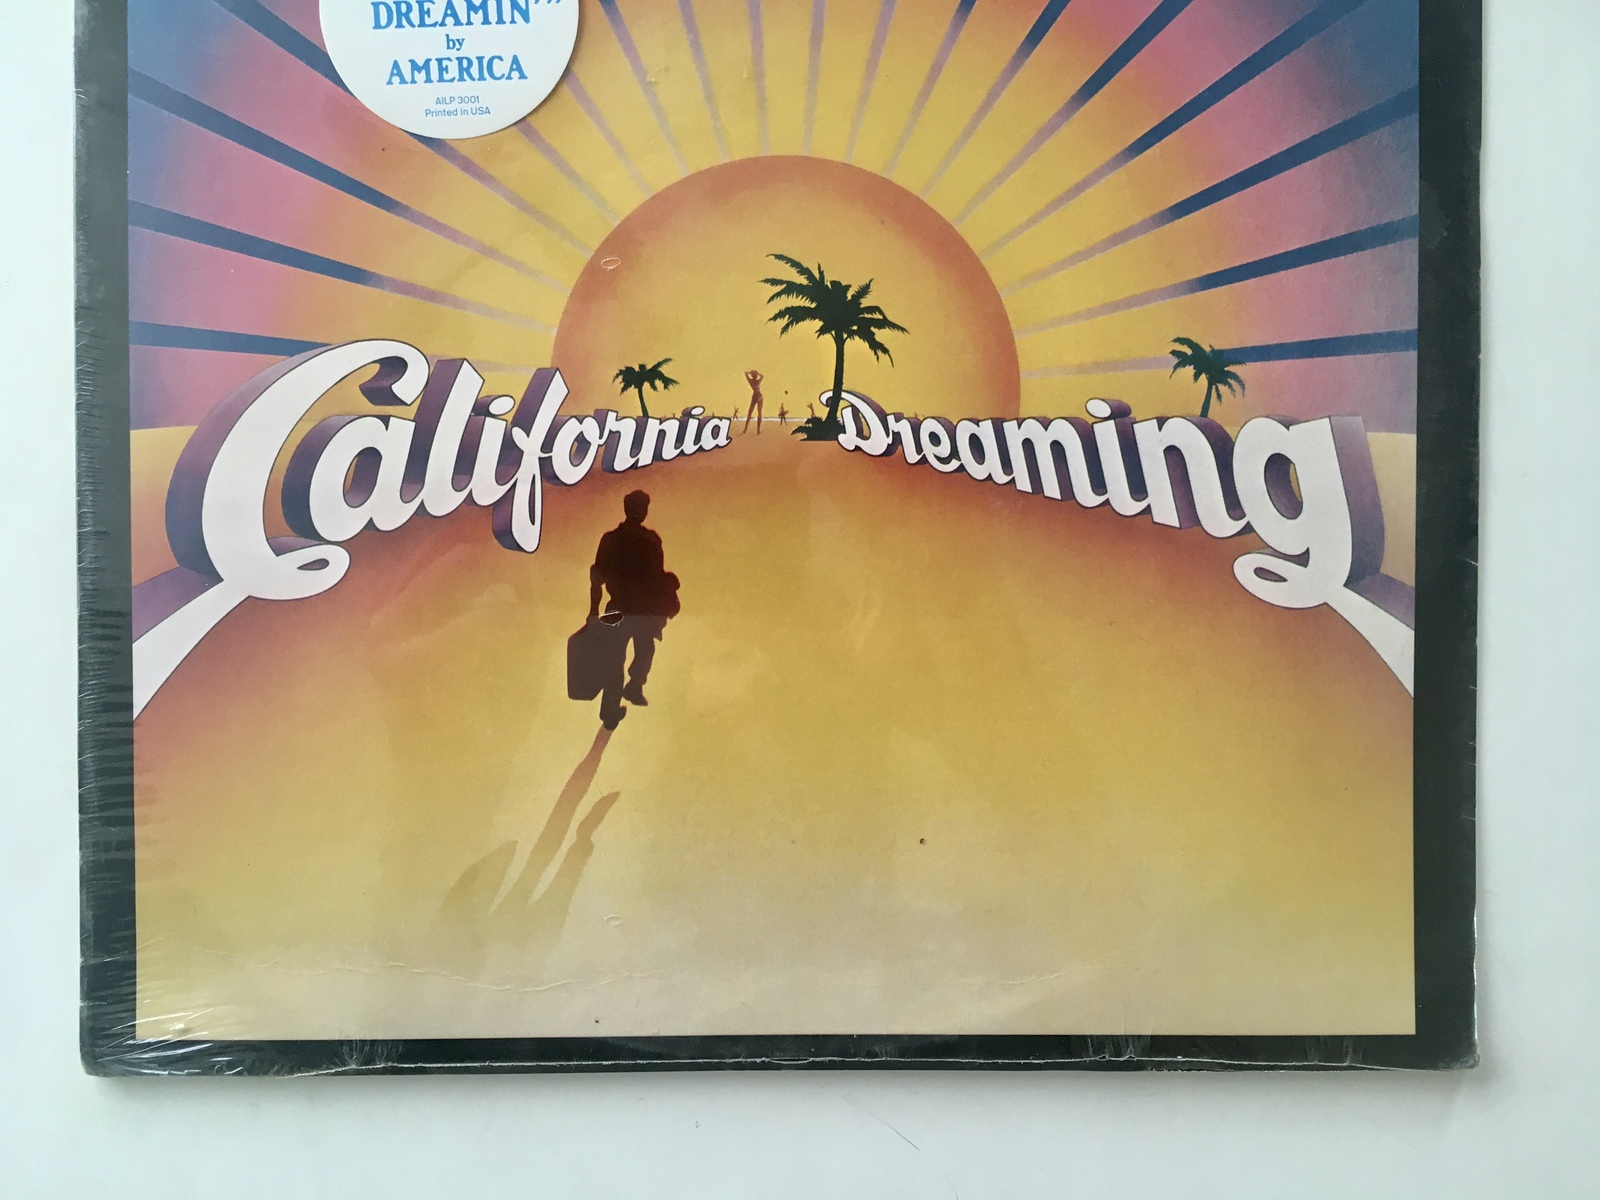 DREAMIN'"
by
AMERICA
AILP 3001
Printed in USA
California Dreaming